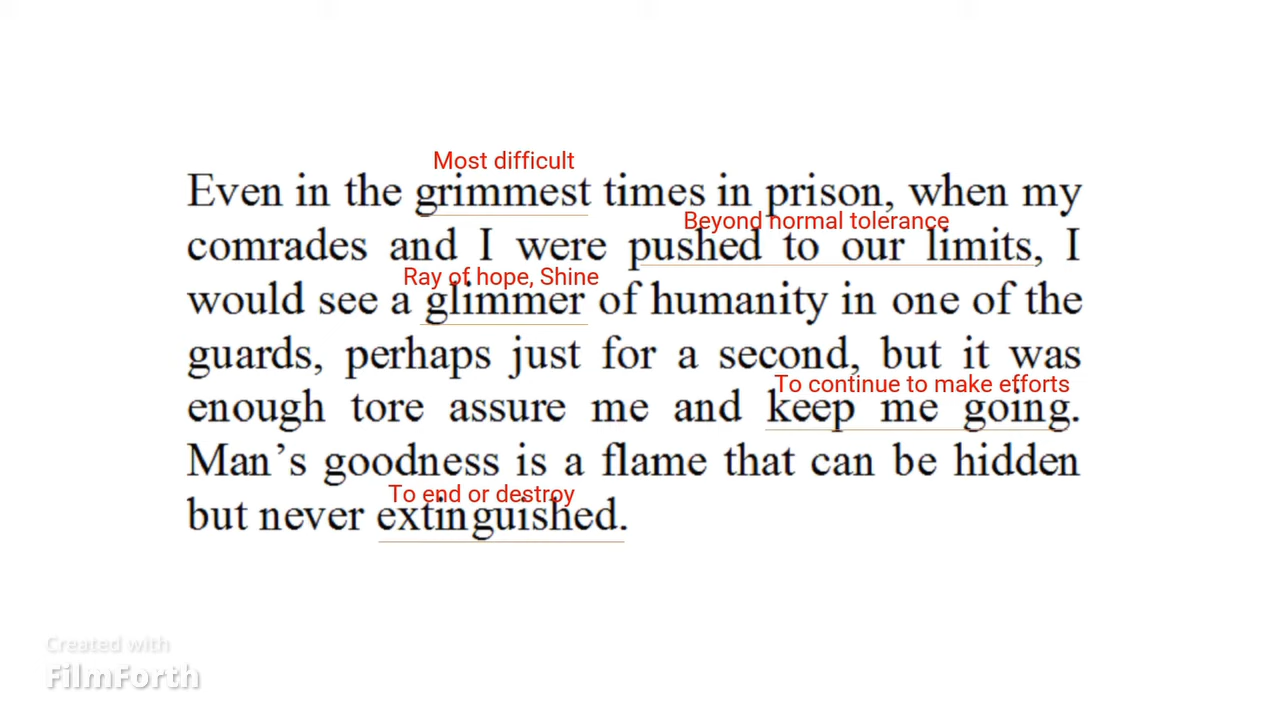 Most difficult
Even in the grimmest times in prison, when my
Beyond normal tolerance
comrades and I were pushed to our limits, I
Ray of hope, Shine
would see a glimmer of humanity in one of the
guards, perhaps just for a second, but it was
To continue to make efforts
enough tore assure me and keep me going.
Man's goodness is a flame that can be hidden
To end or destroy
but never extinguished.
Created with
FilmForth